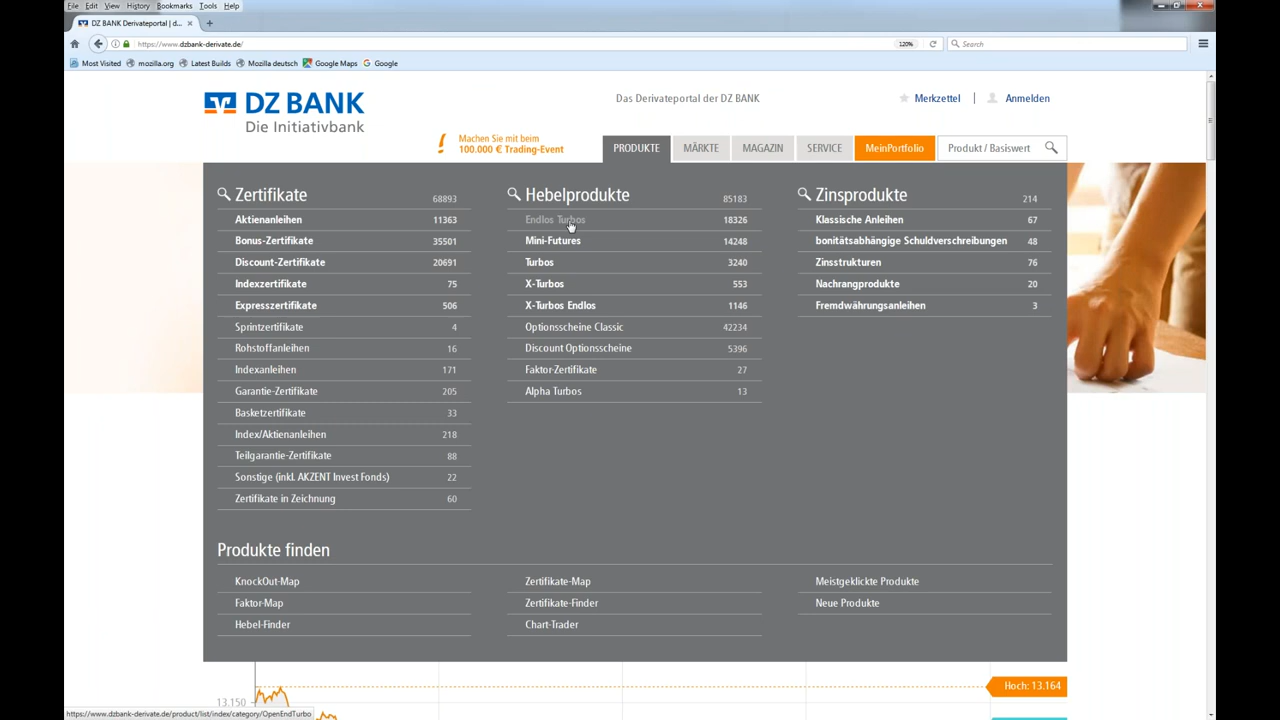 File Edit View History Bookmarks Tools Help
DZ BANK Derivateportal | d...
https://www.dzbank-derivate.de/
120%
Search
Most Visited mozilla.org Latest Builds Mozilla deutsch Google Maps Google
DZ BANK
Die Initiativbank
Das Derivateportal der DZ BANK
Merkzettel | Anmelden
Machen Sie mit beim
100.000 € Trading-Event
PRODUKTE MÄRKTE MAGAZIN SERVICE MeinPortfolio Produkt / Basiswert
Zertifikate 68893
Aktienanleihen 11363
Bonus-Zertifikate 35501
Discount-Zertifikate 20691
Indexzertifikate 75
Expresszertifikate 506
Sprintzertifikate 4
Rohstoffanleihen 16
Indexanleihen 171
Garantie-Zertifikate 205
Basketzertifikate 33
Index/Aktienanleihen 218
Teilgarantie-Zertifikate 88
Sonstige (inkl. AKZENT Invest Fonds) 22
Zertifikate in Zeichnung 60
Hebelprodukte 85183
Endlos Turbos 18326
Mini-Futures 14248
Turbos 3240
X-Turbos 553
X-Turbos Endlos 1146
Optionsscheine Classic 42234
Discount Optionsscheine 5396
Faktor-Zertifikate 27
Alpha Turbos 13
Zinsprodukte 214
Klassische Anleihen 67
bonitätsabhängige Schuldverschreibungen 48
Zinsstrukturen 76
Nachrangprodukte 20
Fremdwährungsanleihen 3
Produkte finden
KnockOut-Map
Faktor-Map
Hebel-Finder
Zertifikate-Map
Zertifikate-Finder
Chart-Trader
Meistgeklickte Produkte
Neue Produkte
Hoch: 13.164
13.150
https://www.dzbank-derivate.de/product/list/index/category/OpenEndTurbo